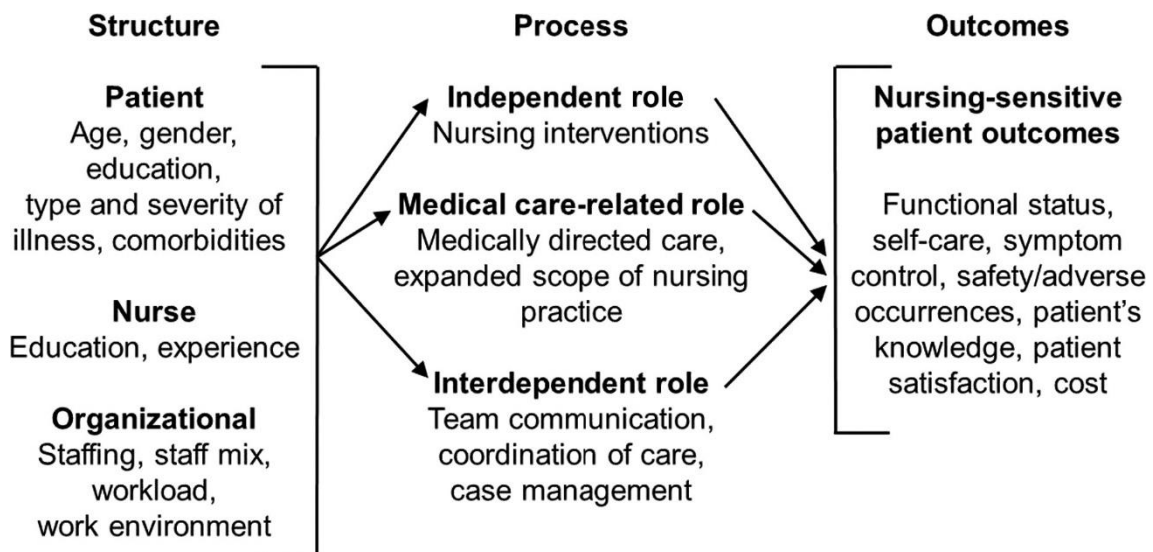 Structure
Patient
Age, gender,
education,
type and severity of
illness, comorbidities
Nurse
Education, experience
Organizational
Staffing, staff mix,
workload,
work environment
Process
Independent role
Nursing interventions
Medical care-related role
Medically directed care,
expanded scope of nursing
practice
Interdependent role
Team communication,
coordination of care,
case management
Outcomes
Nursing-sensitive
patient outcomes
Functional status,
self-care, symptom
control, safety/adverse
occurrences, patient's
knowledge, patient
satisfaction, cost